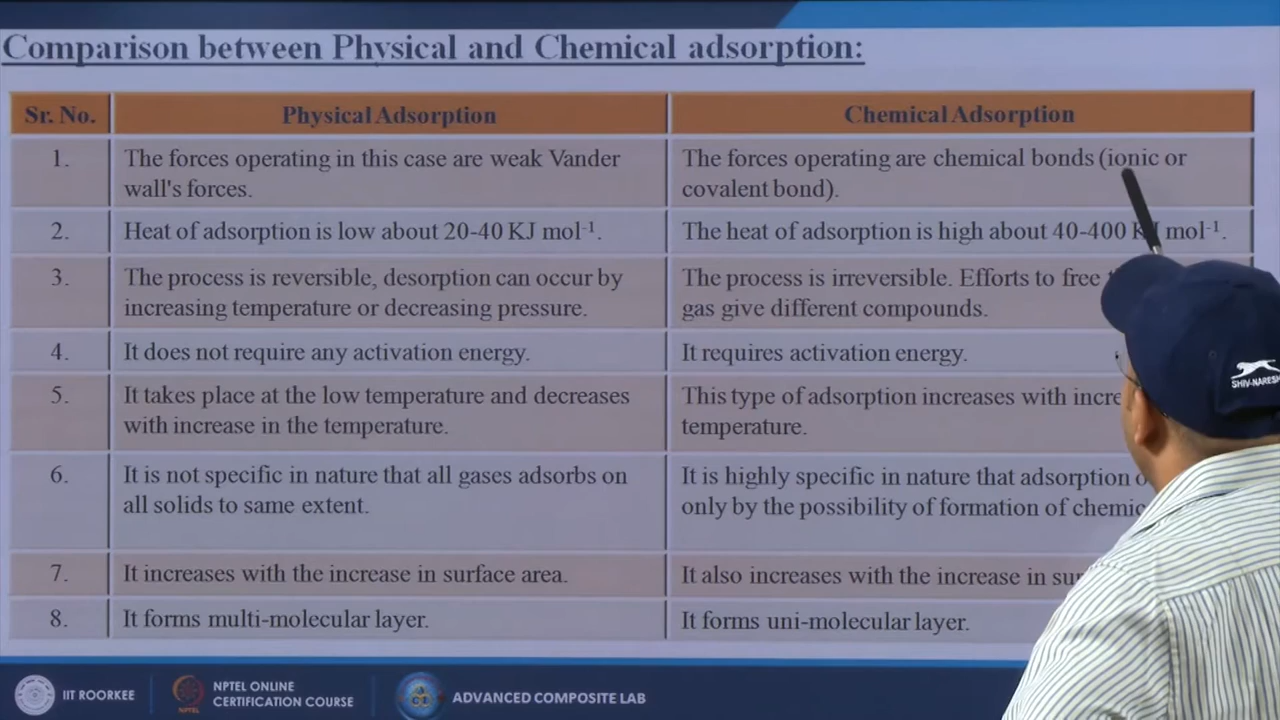 Comparison between Physical and Chemical adsorption:
Sr. No.
Physical Adsorption
Chemical Adsorption
1.
The forces operating in this case are weak Vander
wall's forces.
The forces operating are chemical bonds (ionic or
covalent bond).
2.
Heat of adsorption is low about 20-40 KJ mol⁻¹.
The heat of adsorption is high about 40-400 KJ mol⁻¹.
3.
The process is reversible, desorption can occur by
increasing temperature or decreasing pressure.
The process is irreversible. Efforts to free
gas give different compounds.
4.
It does not require any activation energy.
It requires activation energy.
5.
It takes place at the low temperature and decreases
with increase in the temperature.
This type of adsorption increases with
temperature.
6.
It is not specific in nature that all gases adsorbs on
all solids to same extent.
It is highly specific in nature that adsorption
only by the possibility of formation of
7.
It increases with the increase in surface area.
It also increases with the increase in
8.
It forms multi-molecular layer.
It forms uni-molecular layer.
SHIV-NARESH
IIT ROORKEE
NPTEL
NPTEL ONLINE
CERTIFICATION COURSE
ADVANCED COMPOSITE LAB